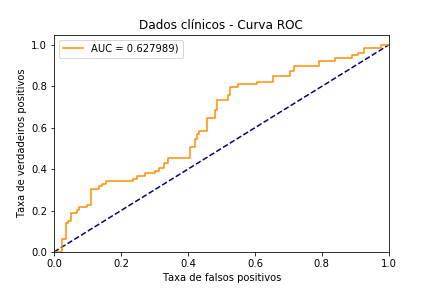 Dados clínicos - Curva ROC
AUC = 0.627989)
1.0
0.8
0.6
0.4
0.2
0.0
Taxa de verdadeiros positivos
0.0 0.2 0.4 0.6 0.8 1.0
Taxa de falsos positivos